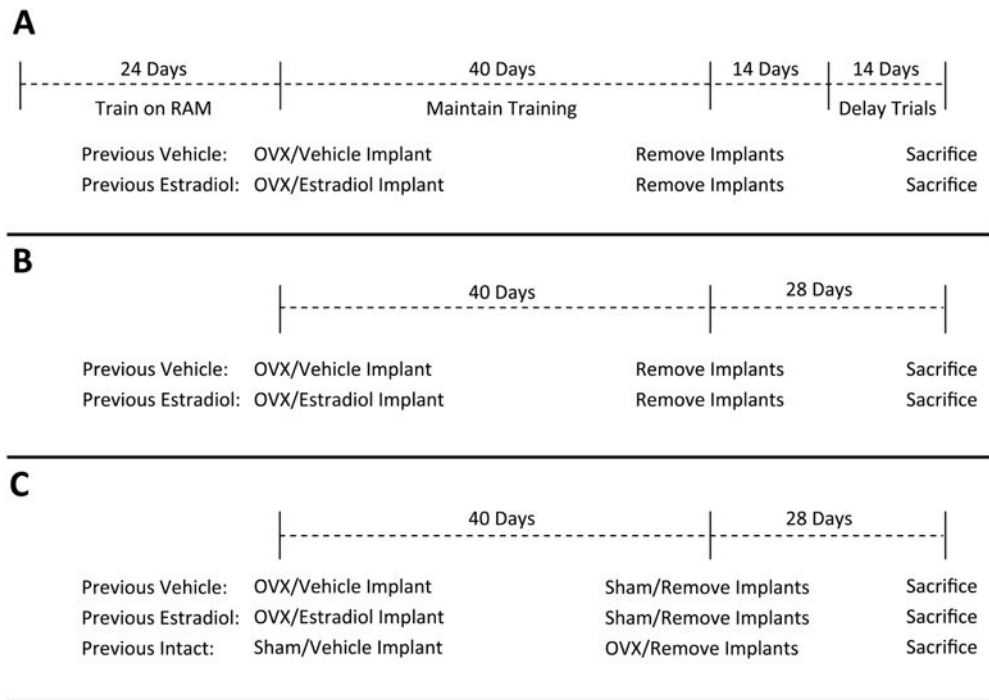 A
24 Days 40 Days 14 Days 14 Days
Train on RAM Maintain Training Delay Trials
Previous Vehicle: OVX/Vehicle Implant Remove Implants Sacrifice
Previous Estradiol: OVX/Estradiol Implant Remove Implants Sacrifice
B
40 Days 28 Days
Previous Vehicle: OVX/Vehicle Implant Remove Implants Sacrifice
Previous Estradiol: OVX/Estradiol Implant Remove Implants Sacrifice
C
40 Days 28 Days
Previous Vehicle: OVX/Vehicle Implant Sham/Remove Implants Sacrifice
Previous Estradiol: OVX/Estradiol Implant Sham/Remove Implants Sacrifice
Previous Intact: Sham/Vehicle Implant OVX/Remove Implants Sacrifice